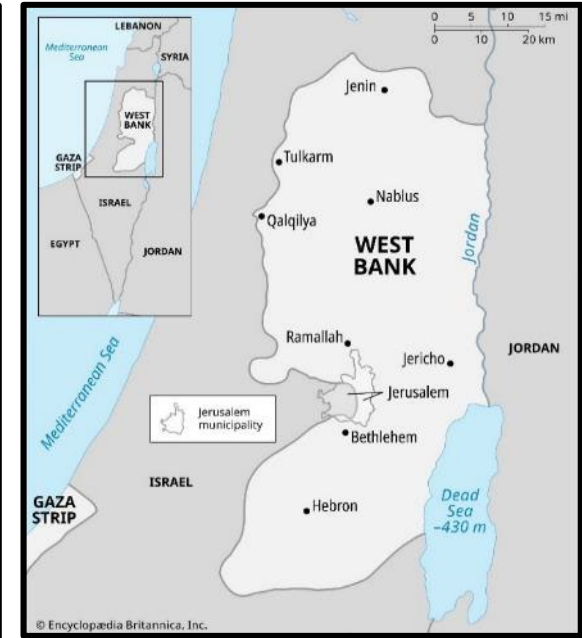 LEBANON
Mediterranean
Sea
SYRIA
WEST
BANK
GAZA
STRIP
ISRAEL
EGYPT
JORDAN
0 5 10 15 mi
0 10 20 km
Jenin
Tulkarm
Nablus
Qalqilya
WEST
BANK
Jordan
Ramallah
Jericho
JORDAN
Jerusalem
Mediterranean Sea
Jerusalem
municipality
Bethlehem
ISRAEL
GAZA
STRIP
Hebron
Dead
Sea
–430 m
© Encyclopædia Britannica, Inc.